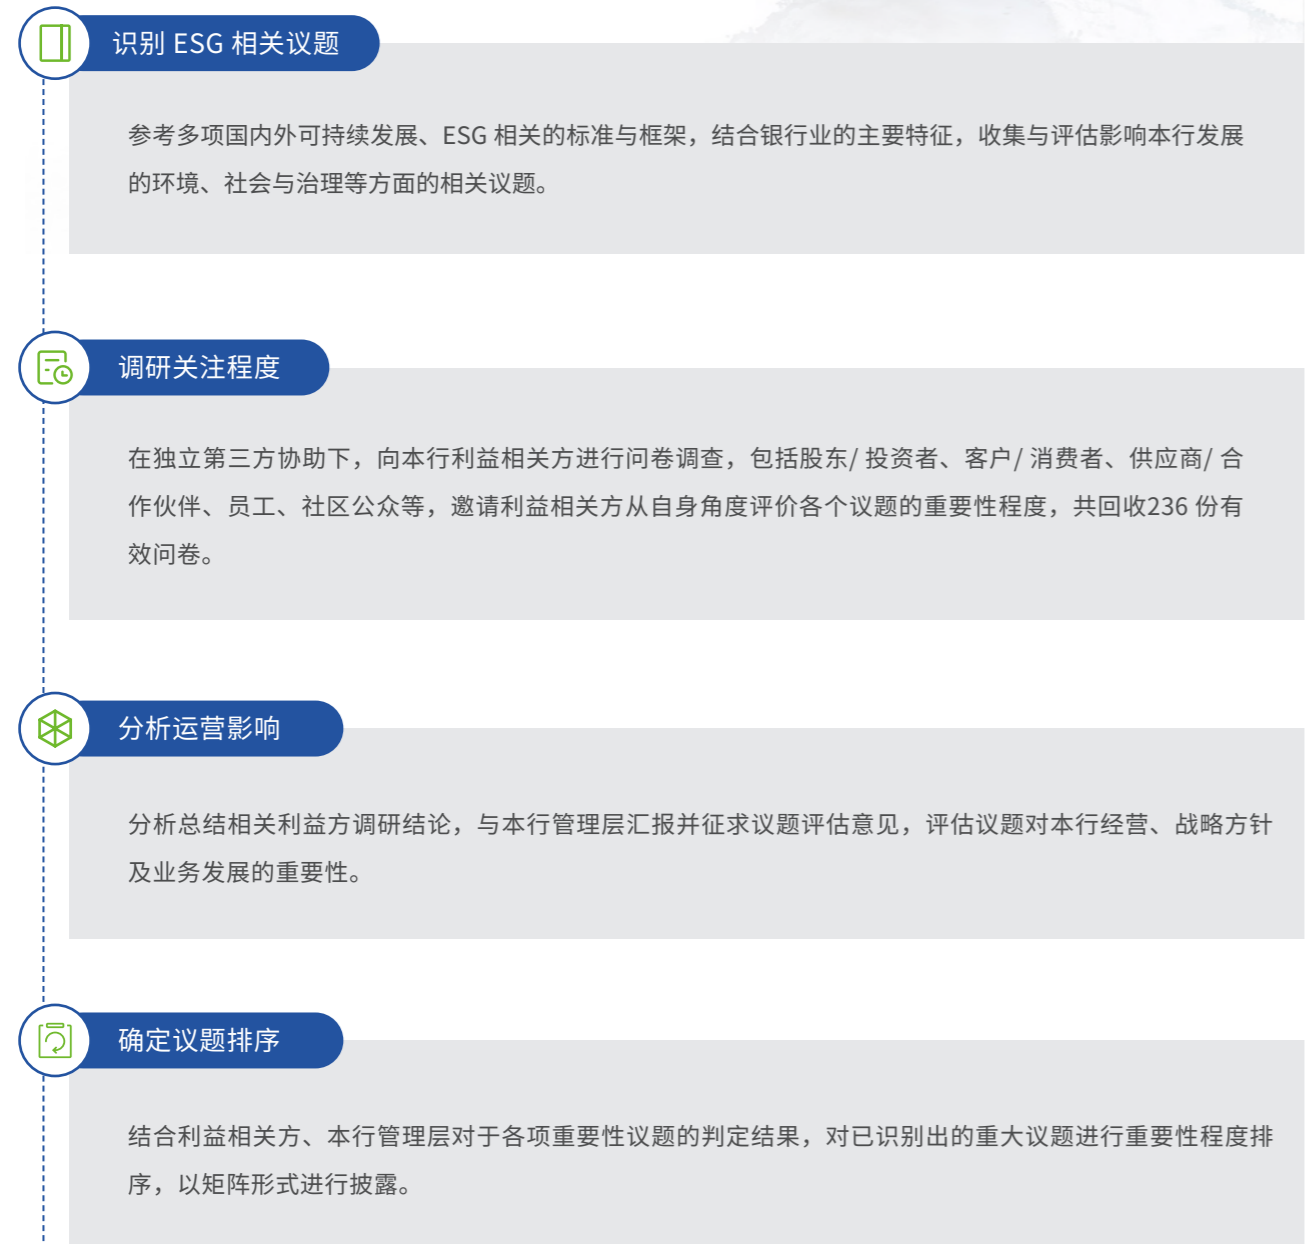 识别 ESG 相关议题
参考多项国内外可持续发展、ESG 相关的标准与框架，结合银行业的主要特征，收集与评估影响本行发展
的环境、社会与治理等方面的相关议题。
调研关注程度
在独立第三方协助下，向本行利益相关方进行问卷调查，包括股东/ 投资者、客户/ 消费者、供应商/ 合
作伙伴、员工、社区公众等，邀请利益相关方从自身角度评价各个议题的重要性程度，共回收236 份有
效问卷。
分析运营影响
分析总结相关利益方调研结论，与本行管理层汇报并征求议题评估意见，评估议题对本行经营、战略方针
及业务发展的重要性。
确定议题排序
结合利益相关方、本行管理层对于各项重要性议题的判定结果，对已识别出的重大议题进行重要性程度排
序，以矩阵形式进行披露。